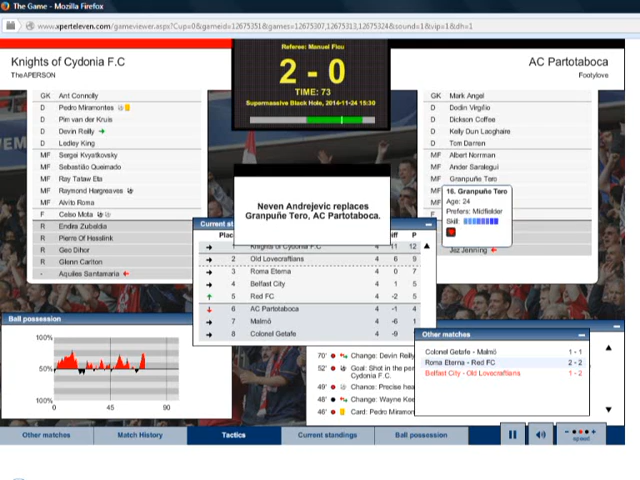 The Game - Mozilla Firefox
www.xperteleven.com/gameviewer.aspx?Cup=0&gameid=12675351&games=12675307,12675313,12675324&sound=1&vip=1&dh=1
Knights of Cydonia F.C
TheAPERSON
Referee: Manuel Flou
2 - 0
TIME: 73
Supermassive Black Hole, 2014-11-24 15:30
AC Partotaboca
Footylove
GK Ant Connolly
D Pedro Miramontes
D Pim van der Kruis
D Devin Reilly
D Ledley King
MF Sergei Kvyatkovsky
MF Sebastião Queimado
MF Ray Tataw Eta
MF Raymond Hargreaves
MF Alvito Roma
F Celso Mota
R Endira Zubeldia
R Pierre Of Hesslink
R Geo Dihor
R Glenn Carlton
- Aquiles Santamaria
GK Mark Angel
D Dodin Virgilio
D Dickson Coffee
D Kelly Dun Laoghaire
D Tom Darren
MF Albert Norman
MF Ander Saralegui
MF Granpuñe Tero
MF
MF
F
16. Granpuñe Tero
Age: 24
Prefers: Midfielder
Skill:
Jaz Jenning
Neven Andrejevic replaces
Granpuñe Tero, AC Partotaboca.
Current st
Plac iff P
Knights of Cydonia F.C 4 11 12
2 Old Lovecraftians 4 6 9
3 Roma Eterna 4 0 7
4 Belfast City 4 1 5
5 Red FC 4 -2 5
6 AC Partotaboca 4 -1 4
7 Malmö 4 -6 1
8 Colonel Getafe 4 -9
Ball possession
100%
50%
100%
0 45 90
70' Change: Devin Reilly
52' Goal: Shot in the per
Cydonia F.C.
49' Chance: Precise hea
48' Change: Wayne Kee
46' Card: Pedro Miramon
Other matches
Colonel Getafe - Malmö 1 - 1
Roma Eterna - Red FC 2 - 2
Belfast City - Old Lovecraftians 1 - 2
Other matches Match History Tactics Current standings Ball possession
- +
speed